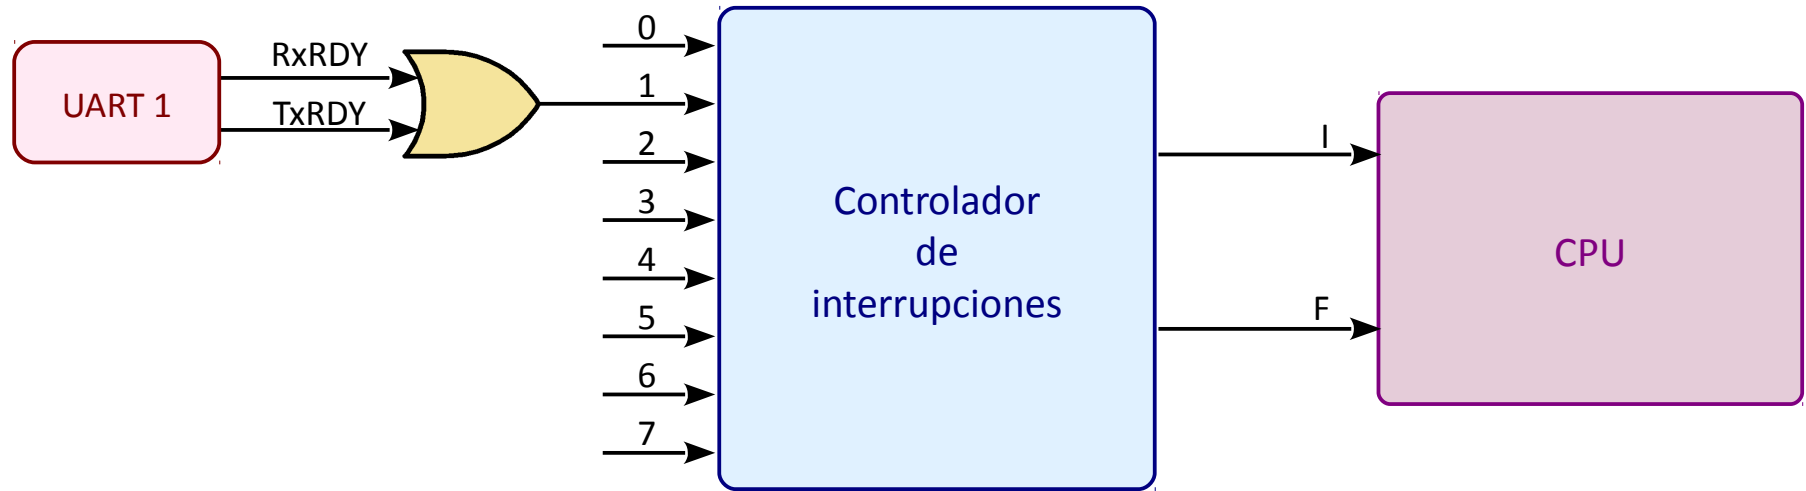 UART 1
RxRDY
TxRDY
0
1
2
3
4
5
6
7
Controlador
de
interrupciones
I
F
CPU